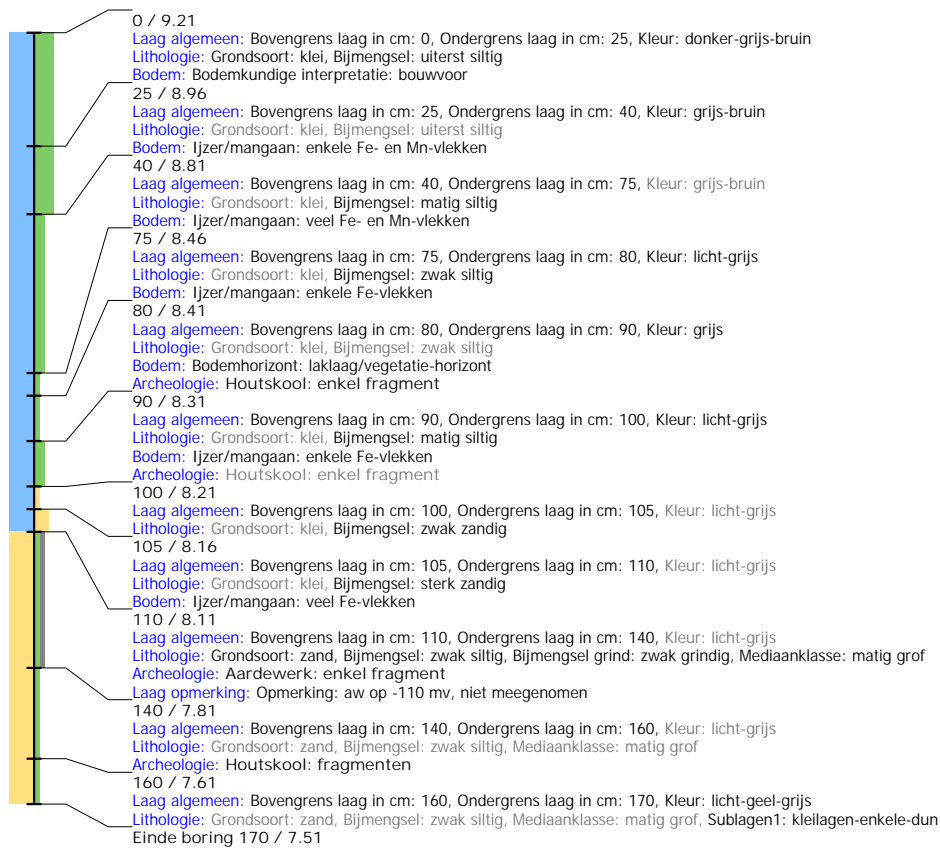 0 / 9.21
Laag algemeen: Bovengrens laag in cm: 0, Ondergrens laag in cm: 25, Kleur: donker-grijs-bruin
Lithologie: Grondsoort: klei, Bijmengsel: uiterst siltig
Bodem: Bodemkundige interpretatie: bouwvoor
25 / 8.96
Laag algemeen: Bovengrens laag in cm: 25, Ondergrens laag in cm: 40, Kleur: grijs-bruin
Lithologie: Grondsoort: klei, Bijmengsel: uiterst siltig
Bodem: Ijzer/mangaan: enkele Fe- en Mn-vlekken
40 / 8.81
Laag algemeen: Bovengrens laag in cm: 40, Ondergrens laag in cm: 75, Kleur: grijs-bruin
Lithologie: Grondsoort: klei, Bijmengsel: matig siltig
Bodem: Ijzer/mangaan: veel Fe- en Mn-vlekken
75 / 8.46
Laag algemeen: Bovengrens laag in cm: 75, Ondergrens laag in cm: 80, Kleur: licht-grijs
Lithologie: Grondsoort: klei, Bijmengsel: zwak siltig
Bodem: Ijzer/mangaan: enkele Fe-vlekken
80 / 8.41
Laag algemeen: Bovengrens laag in cm: 80, Ondergrens laag in cm: 90, Kleur: grijs
Lithologie: Grondsoort: klei, Bijmengsel: zwak siltig
Bodem: Bodemhorizont: laklaag/vegetatie-horizont
Archeologie: Houtskool: enkel fragment
90 / 8.31
Laag algemeen: Bovengrens laag in cm: 90, Ondergrens laag in cm: 100, Kleur: licht-grijs
Lithologie: Grondsoort: klei, Bijmengsel: matig siltig
Bodem: Ijzer/mangaan: enkele Fe-vlekken
Archeologie: Houtskool: enkel fragment
100 / 8.21
Laag algemeen: Bovengrens laag in cm: 100, Ondergrens laag in cm: 105, Kleur: licht-grijs
Lithologie: Grondsoort: klei, Bijmengsel: zwak zandig
105 / 8.16
Laag algemeen: Bovengrens laag in cm: 105, Ondergrens laag in cm: 110, Kleur: licht-grijs
Lithologie: Grondsoort: klei, Bijmengsel: sterk zandig
Bodem: Ijzer/mangaan: veel Fe-vlekken
110 / 8.11
Laag algemeen: Bovengrens laag in cm: 110, Ondergrens laag in cm: 140, Kleur: licht-grijs
Lithologie: Grondsoort: zand, Bijmengsel: zwak siltig, Bijmengsel grind: zwak grindig, Mediaanklasse: matig grof
Archeologie: Aardewerk: enkel fragment
Laag opmerking: Opmerking: aw op -110 mv, niet meegenomen
140 / 7.81
Laag algemeen: Bovengrens laag in cm: 140, Ondergrens laag in cm: 160, Kleur: licht-grijs
Lithologie: Grondsoort: zand, Bijmengsel: zwak siltig, Mediaanklasse: matig grof
Archeologie: Houtskool: fragmenten
160 / 7.61
Laag algemeen: Bovengrens laag in cm: 160, Ondergrens laag in cm: 170, Kleur: licht-geel-grijs
Lithologie: Grondsoort: zand, Bijmengsel: zwak siltig, Mediaanklasse: matig grof, Sublagen1: kleilagen-enkele-dun
Einde boring 170 / 7.51